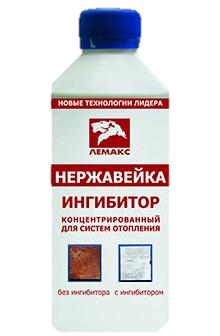 НОВЫЕ ТЕХНОЛОГИИ ЛИДЕРА
ЛЕМАКС
НЕРЖАВЕЙКА
ИНГИБИТОР
КОНЦЕНТРИРОВАННЫЙ
ДЛЯ СИСТЕМ ОТОПЛЕНИЯ
без ингибитора с ингибитором